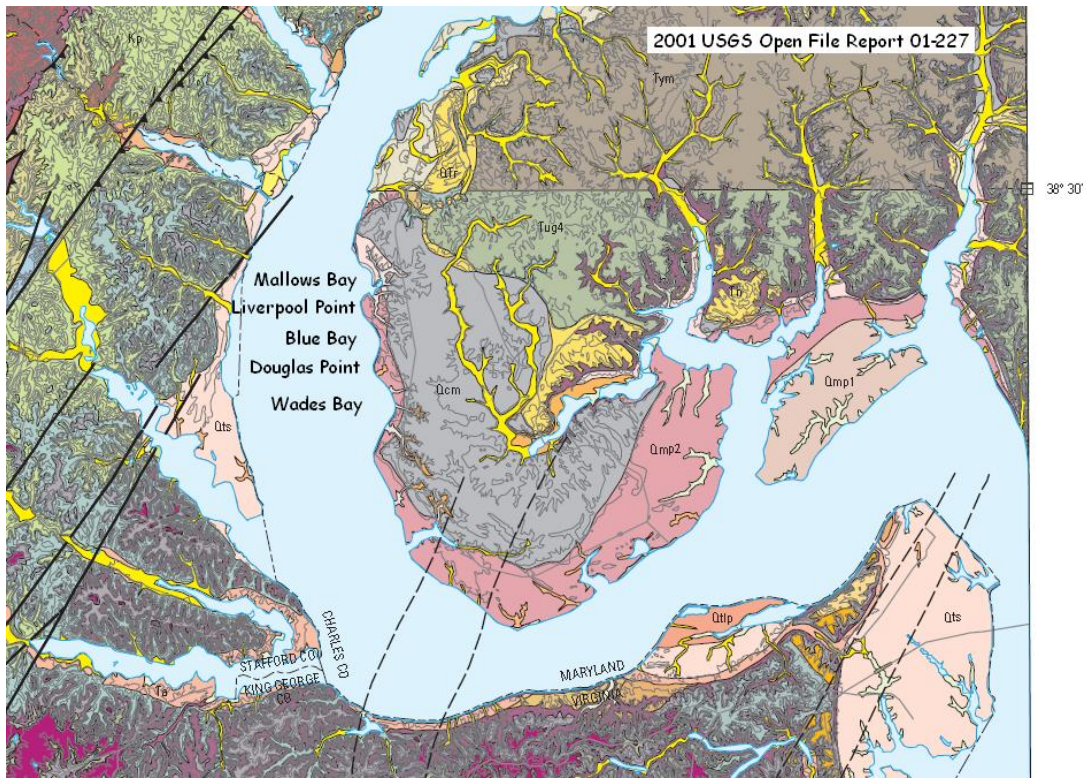 2001 USGS Open File Report 01-227
Kp
Tym
QTr
38° 30'
Tug4
Mallows Bay
Liverpool Point
Th
Blue Bay
Douglas Point
Qcm
Qmp1
Wades Bay
Qts
Qmp2
Qtlp
Qts
CHARLES CO
STAFFORD CO
MARYLAND
KING GEORGE
CO
VIRGINIA
Ta